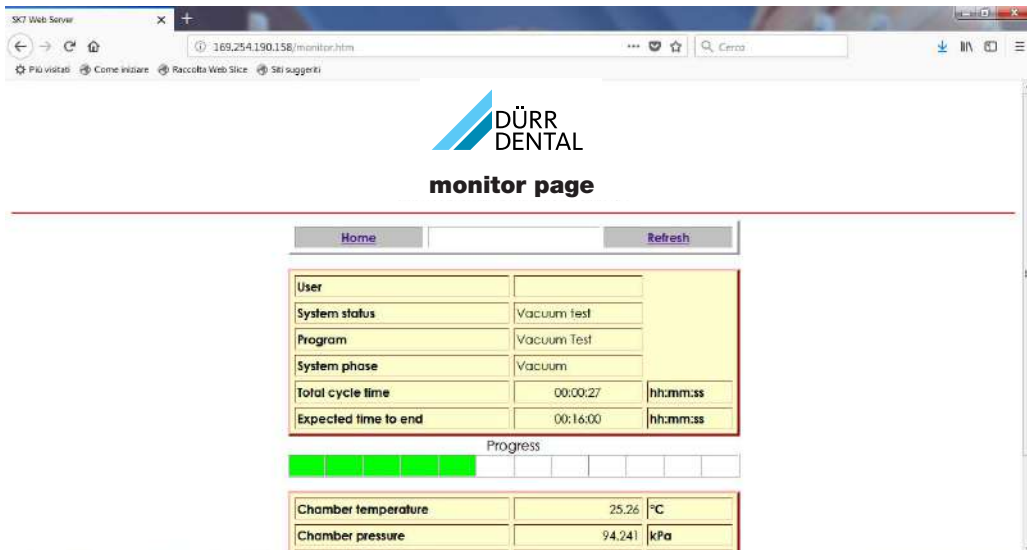 SK7 Web Server
169.254.190.158/monitor.htm
Cerca
Più visitati Come iniziare Raccolta Web Slice Siti suggeriti
DÜRR
DENTAL
monitor page
Home Refresh
User
System status Vacuum test
Program Vacuum Test
System phase Vacuum
Total cycle time 00:00:27 hh:mm:ss
Expected time to end 00:16:00 hh:mm:ss
Progress
Chamber temperature 25.26 °C
Chamber pressure 94.241 kPa